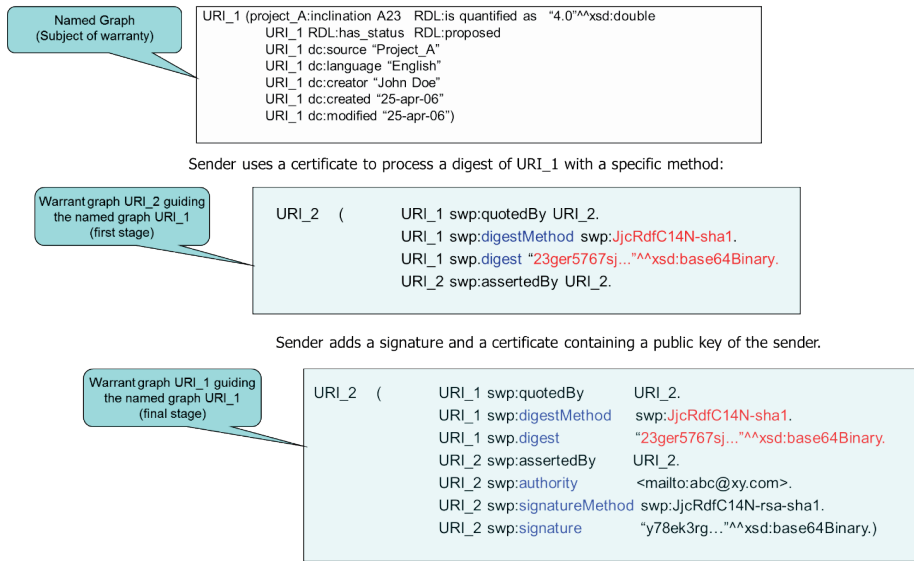 Named Graph
(Subject of warranty)
URI_1 (project_A:inclination A23 RDL:is quantified as "4.0"^^xsd:double
URI_1 RDL:has_status RDL:proposed
URI_1 dc:source "Project_A"
URI_1 dc:language "English"
URI_1 dc:creator "John Doe"
URI_1 dc:created "25-apr-06"
URI_1 dc:modified "25-apr-06")
Sender uses a certificate to process a digest of URI_1 with a specific method:
Warrant graph URI_2 guiding
the named graph URI_1
(first stage)
URI_2 ( URI_1 swp:quotedBy URI_2.
URI_1 swp:digestMethod swp:JjcRdfC14N-sha1.
URI_1 swp.digest "23ger5767sj..."^^xsd:base64Binary.
URI_2 swp:assertedBy URI_2.
Sender adds a signature and a certificate containing a public key of the sender.
Warrant graph URI_1 guiding
the named graph URI_1
(final stage)
URI_2 ( URI_1 swp:quotedBy URI_2.
URI_1 swp:digestMethod swp:JjcRdfC14N-sha1.
URI_1 swp.digest "23ger5767sj..."^^xsd:base64Binary.
URI_2 swp:assertedBy URI_2.
URI_2 swp:authority <mailto:abc@xy.com>.
URI_2 swp:signatureMethod swp:JjcRdfC14N-rsa-sha1.
URI_2 swp:signature "y78ek3rg…"^^xsd:base64Binary.)